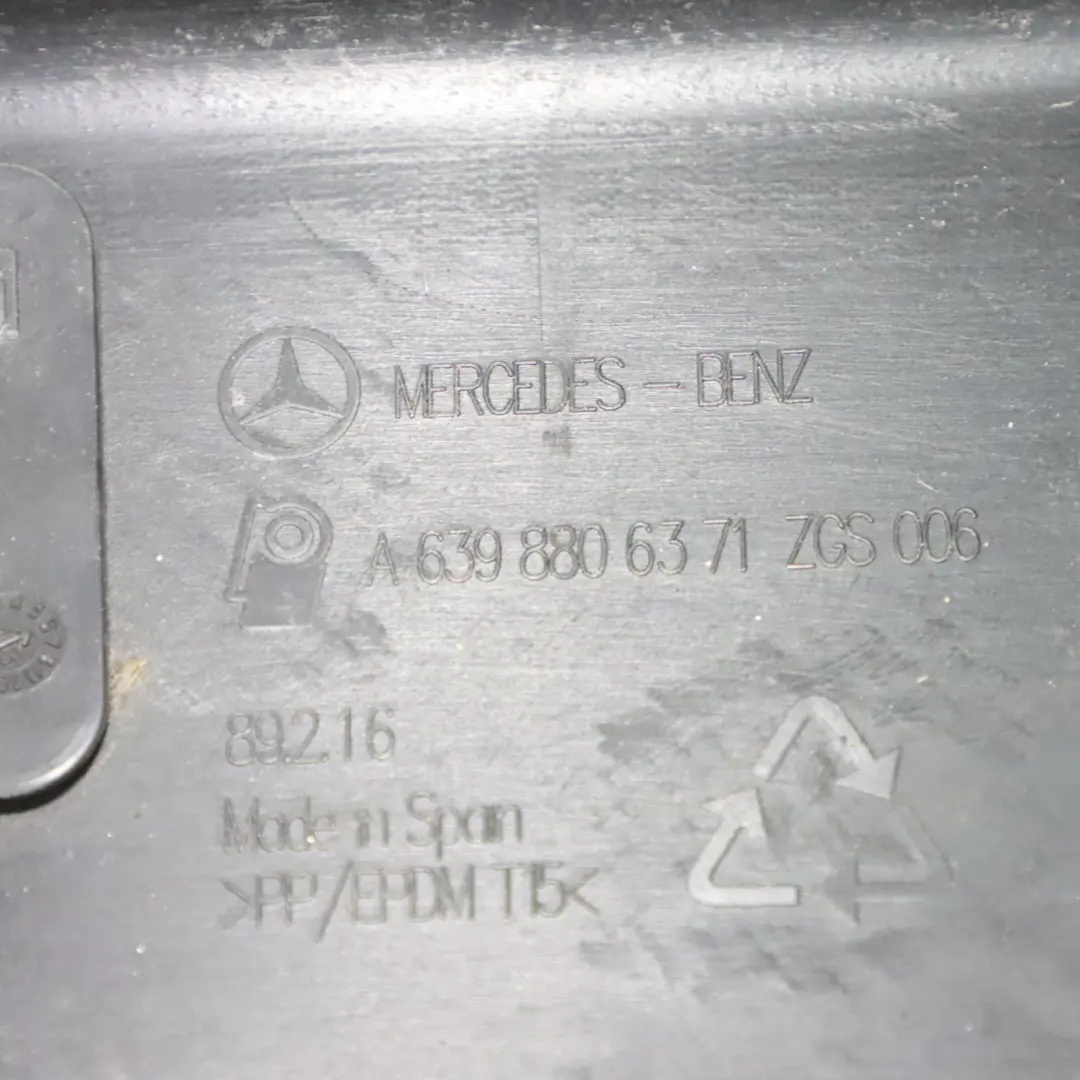 MERCEDES - BENZ
A 639 880 63 71 ZGS 006
89.2.16
Made in Spain
>PP/EPDM T15<